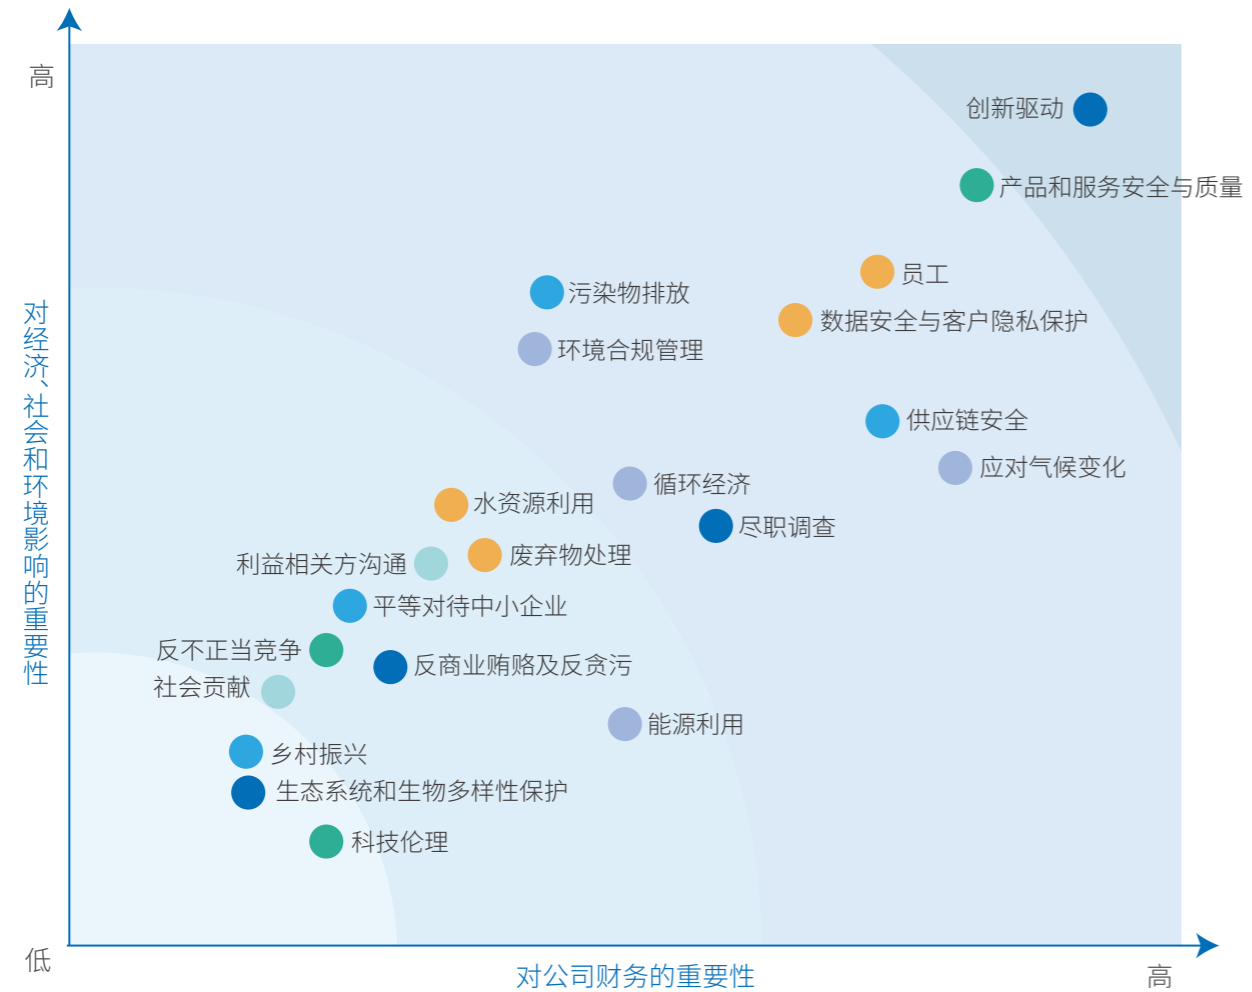 高
创新驱动
产品和服务安全与质量
员工
污染物排放
数据安全与客户隐私保护
环境合规管理
供应链安全
应对气候变化
循环经济
水资源利用
尽职调查
废弃物处理
利益相关方沟通
平等对待中小企业
反不正当竞争
反商业贿赂及反贪污
社会贡献
能源利用
乡村振兴
生态系统和生物多样性保护
科技伦理
对经济、社会和环境影响的重要性
低
对公司财务的重要性
高